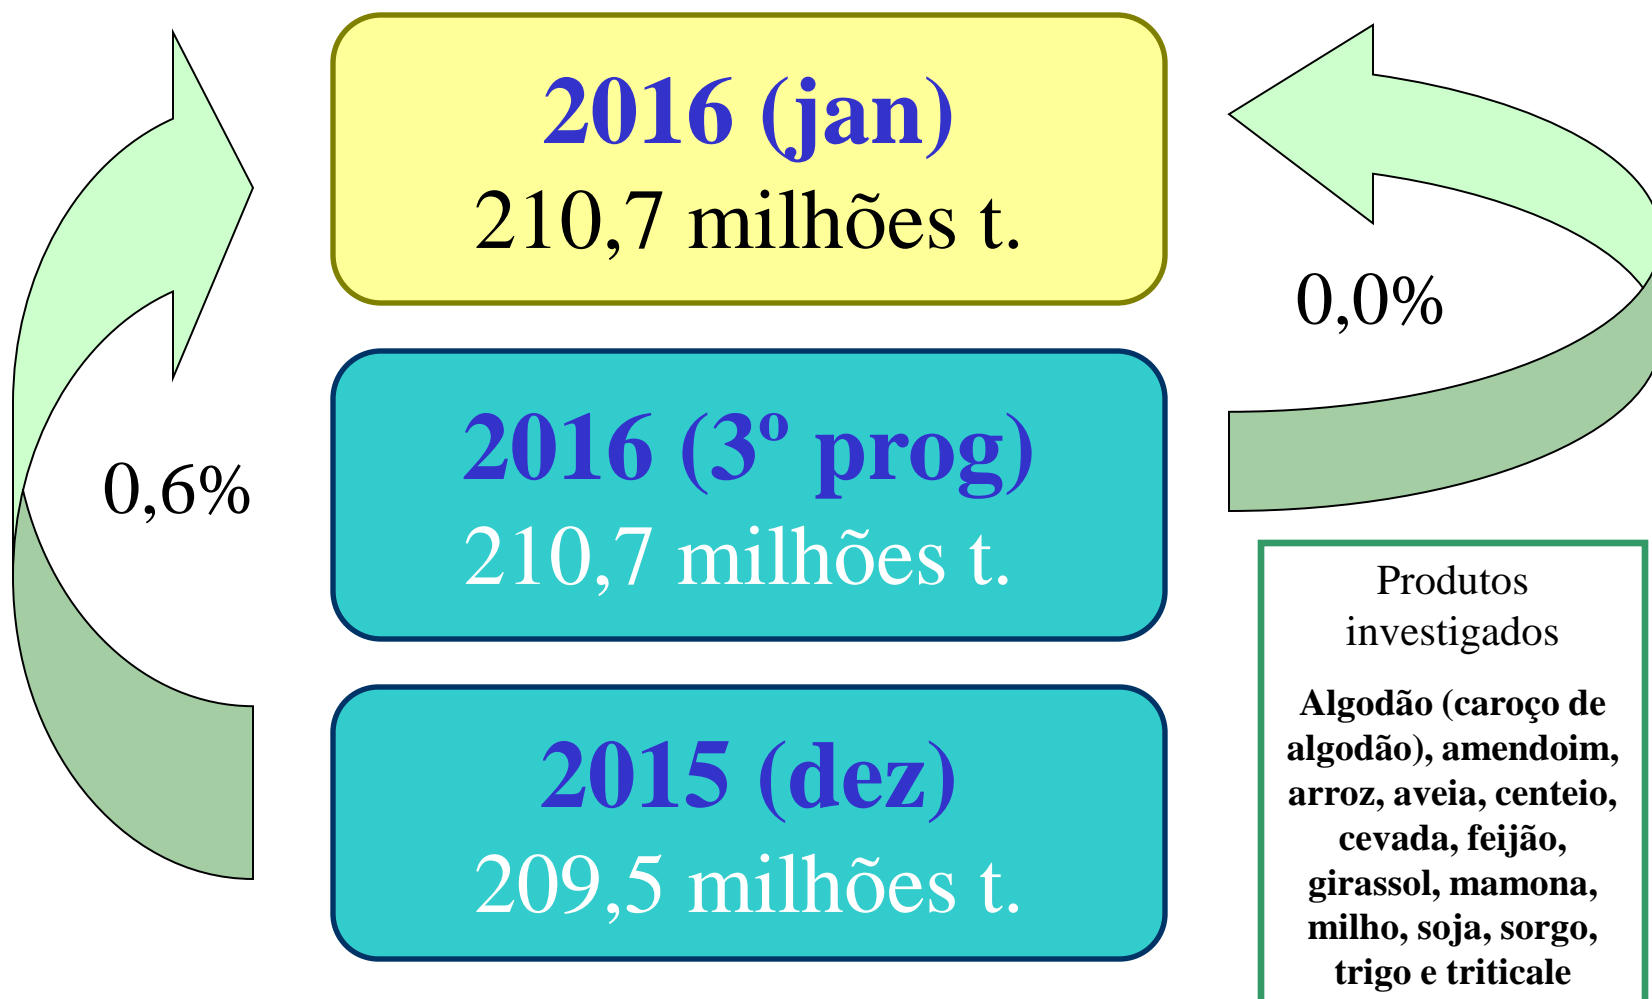 2016 (jan)
210,7 milhões t.
0,0%
2016 (3º prog)
210,7 milhões t.
0,6%
2015 (dez)
209,5 milhões t.
Produtos
investigados
Algodão (caroço de
algodão), amendoim,
arroz, aveia, centeio,
cevada, feijão,
girassol, mamona,
milho, soja, sorgo,
trigo e triticale